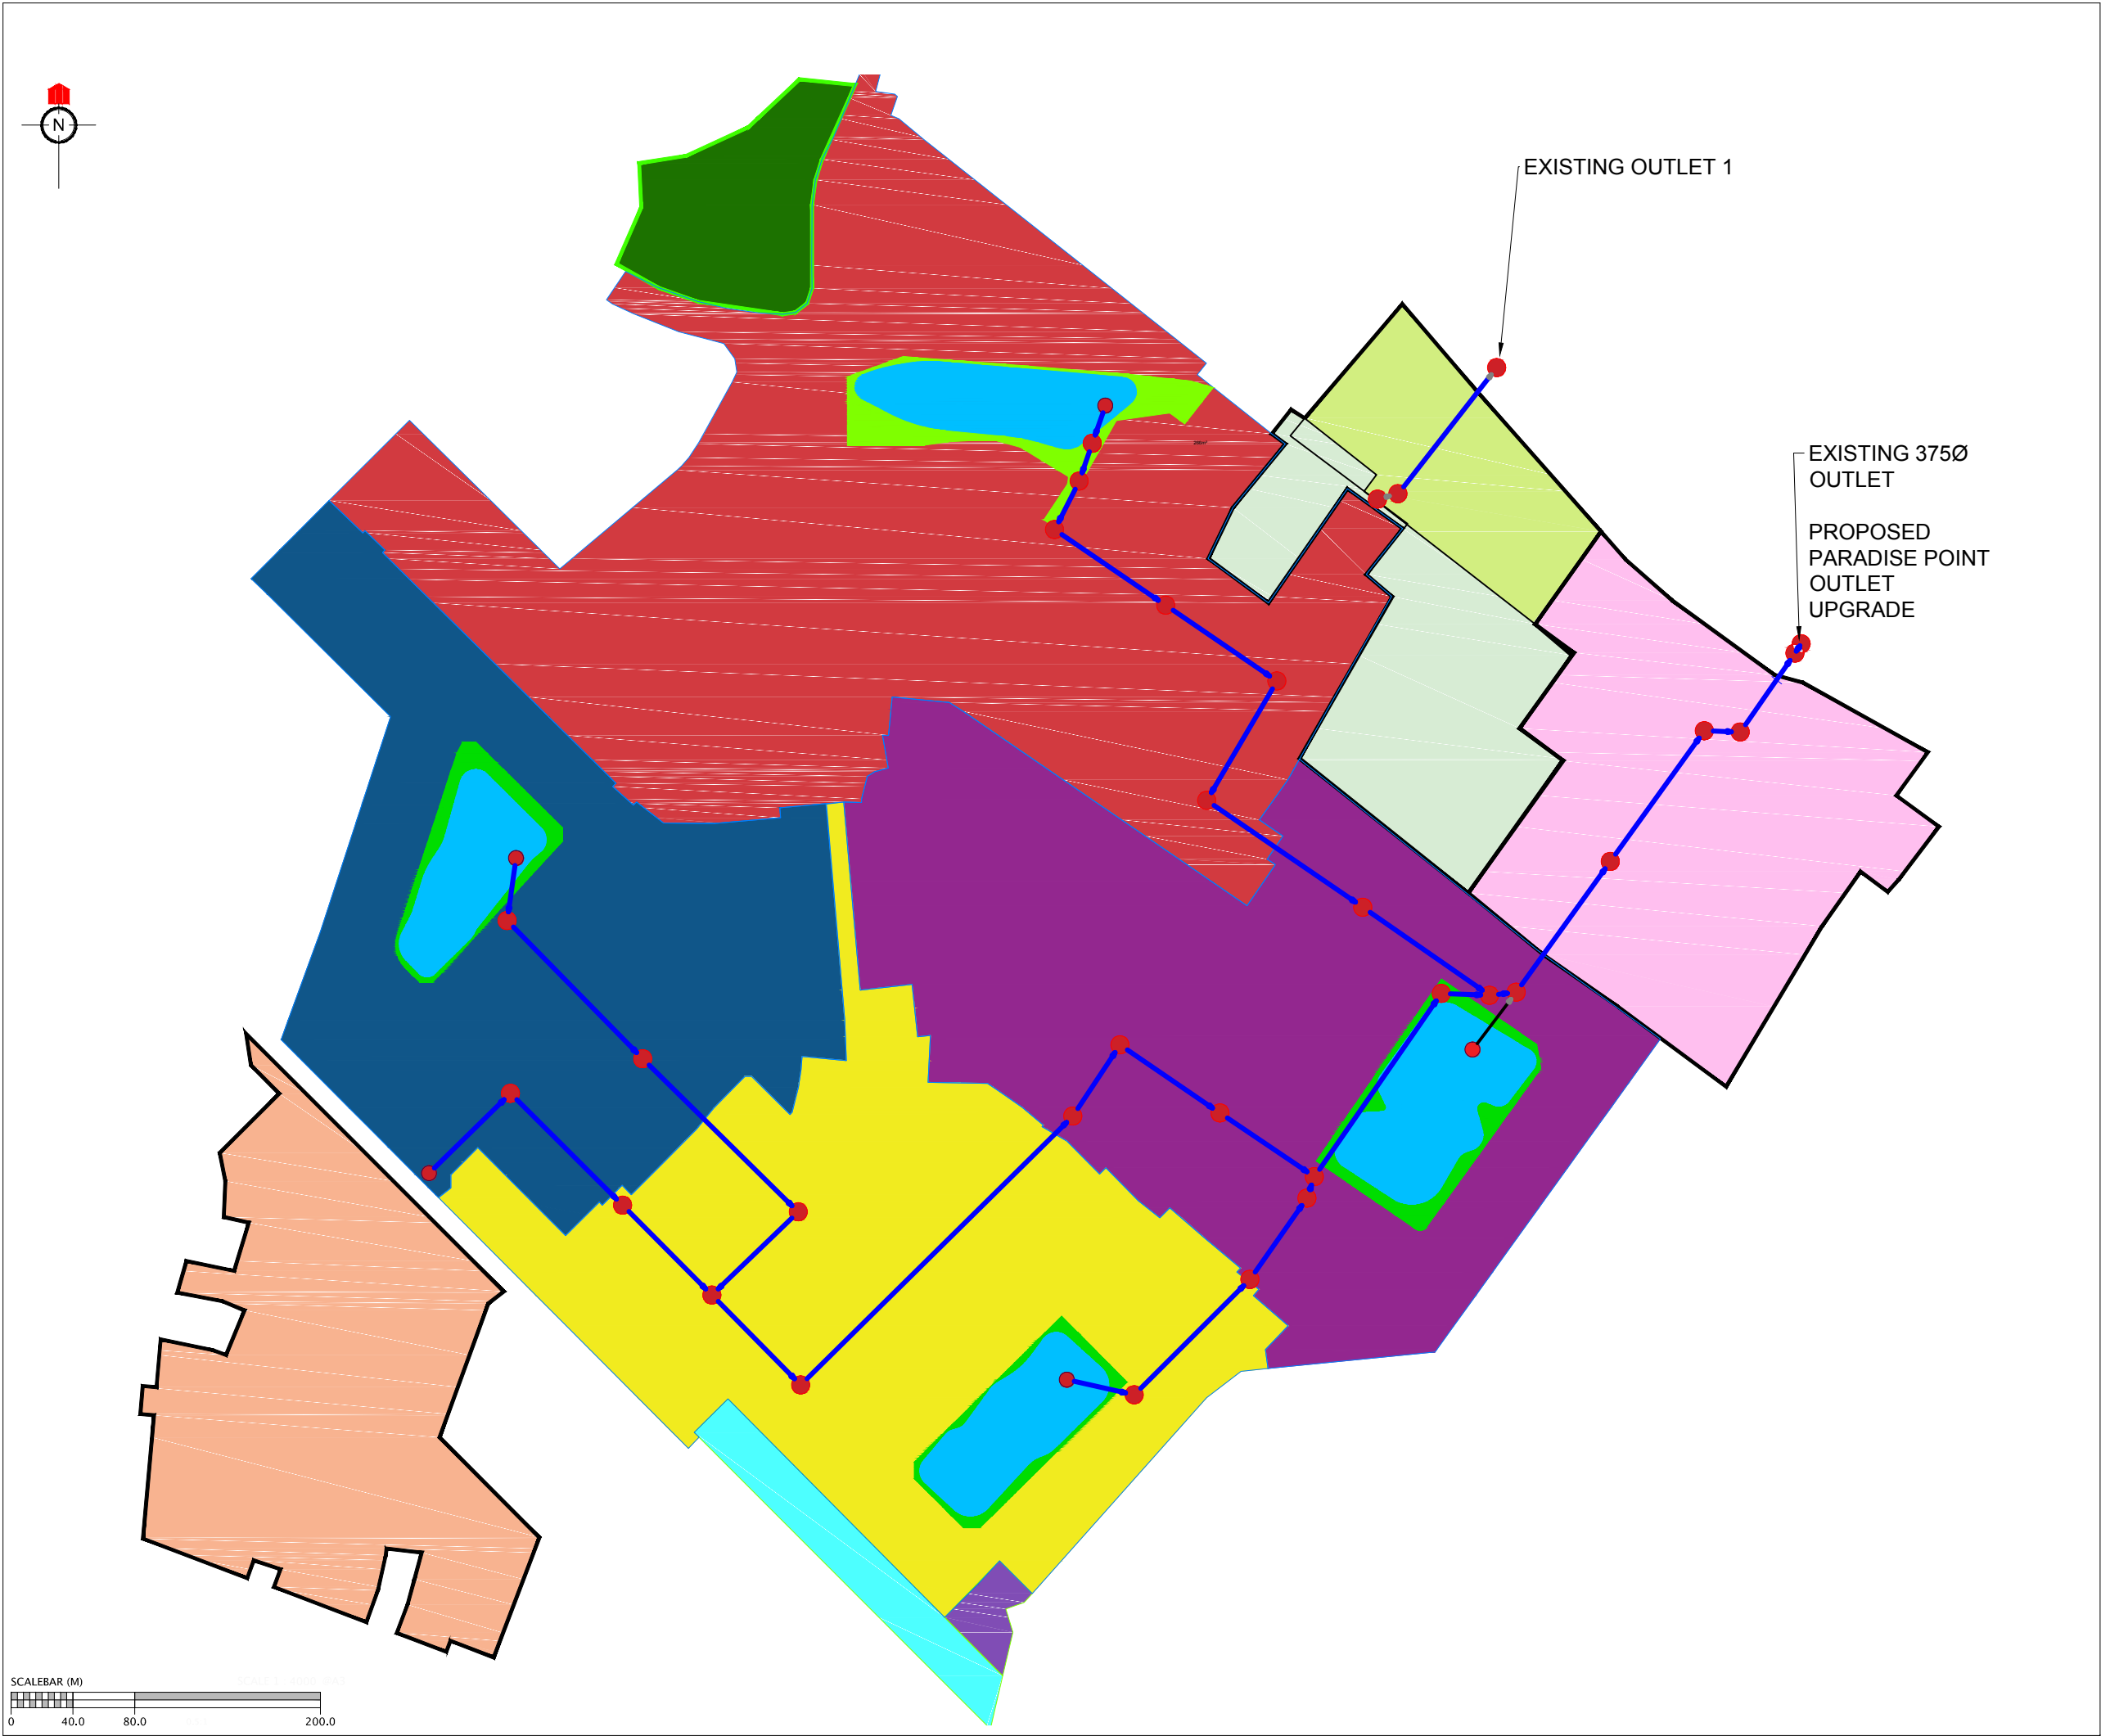 N
EXISTING OUTLET 1
EXISTING 375Ø
OUTLET
PROPOSED
PARADISE POINT
OUTLET
UPGRADE
SCALEBAR (M)
0 40.0 80.0 200.0